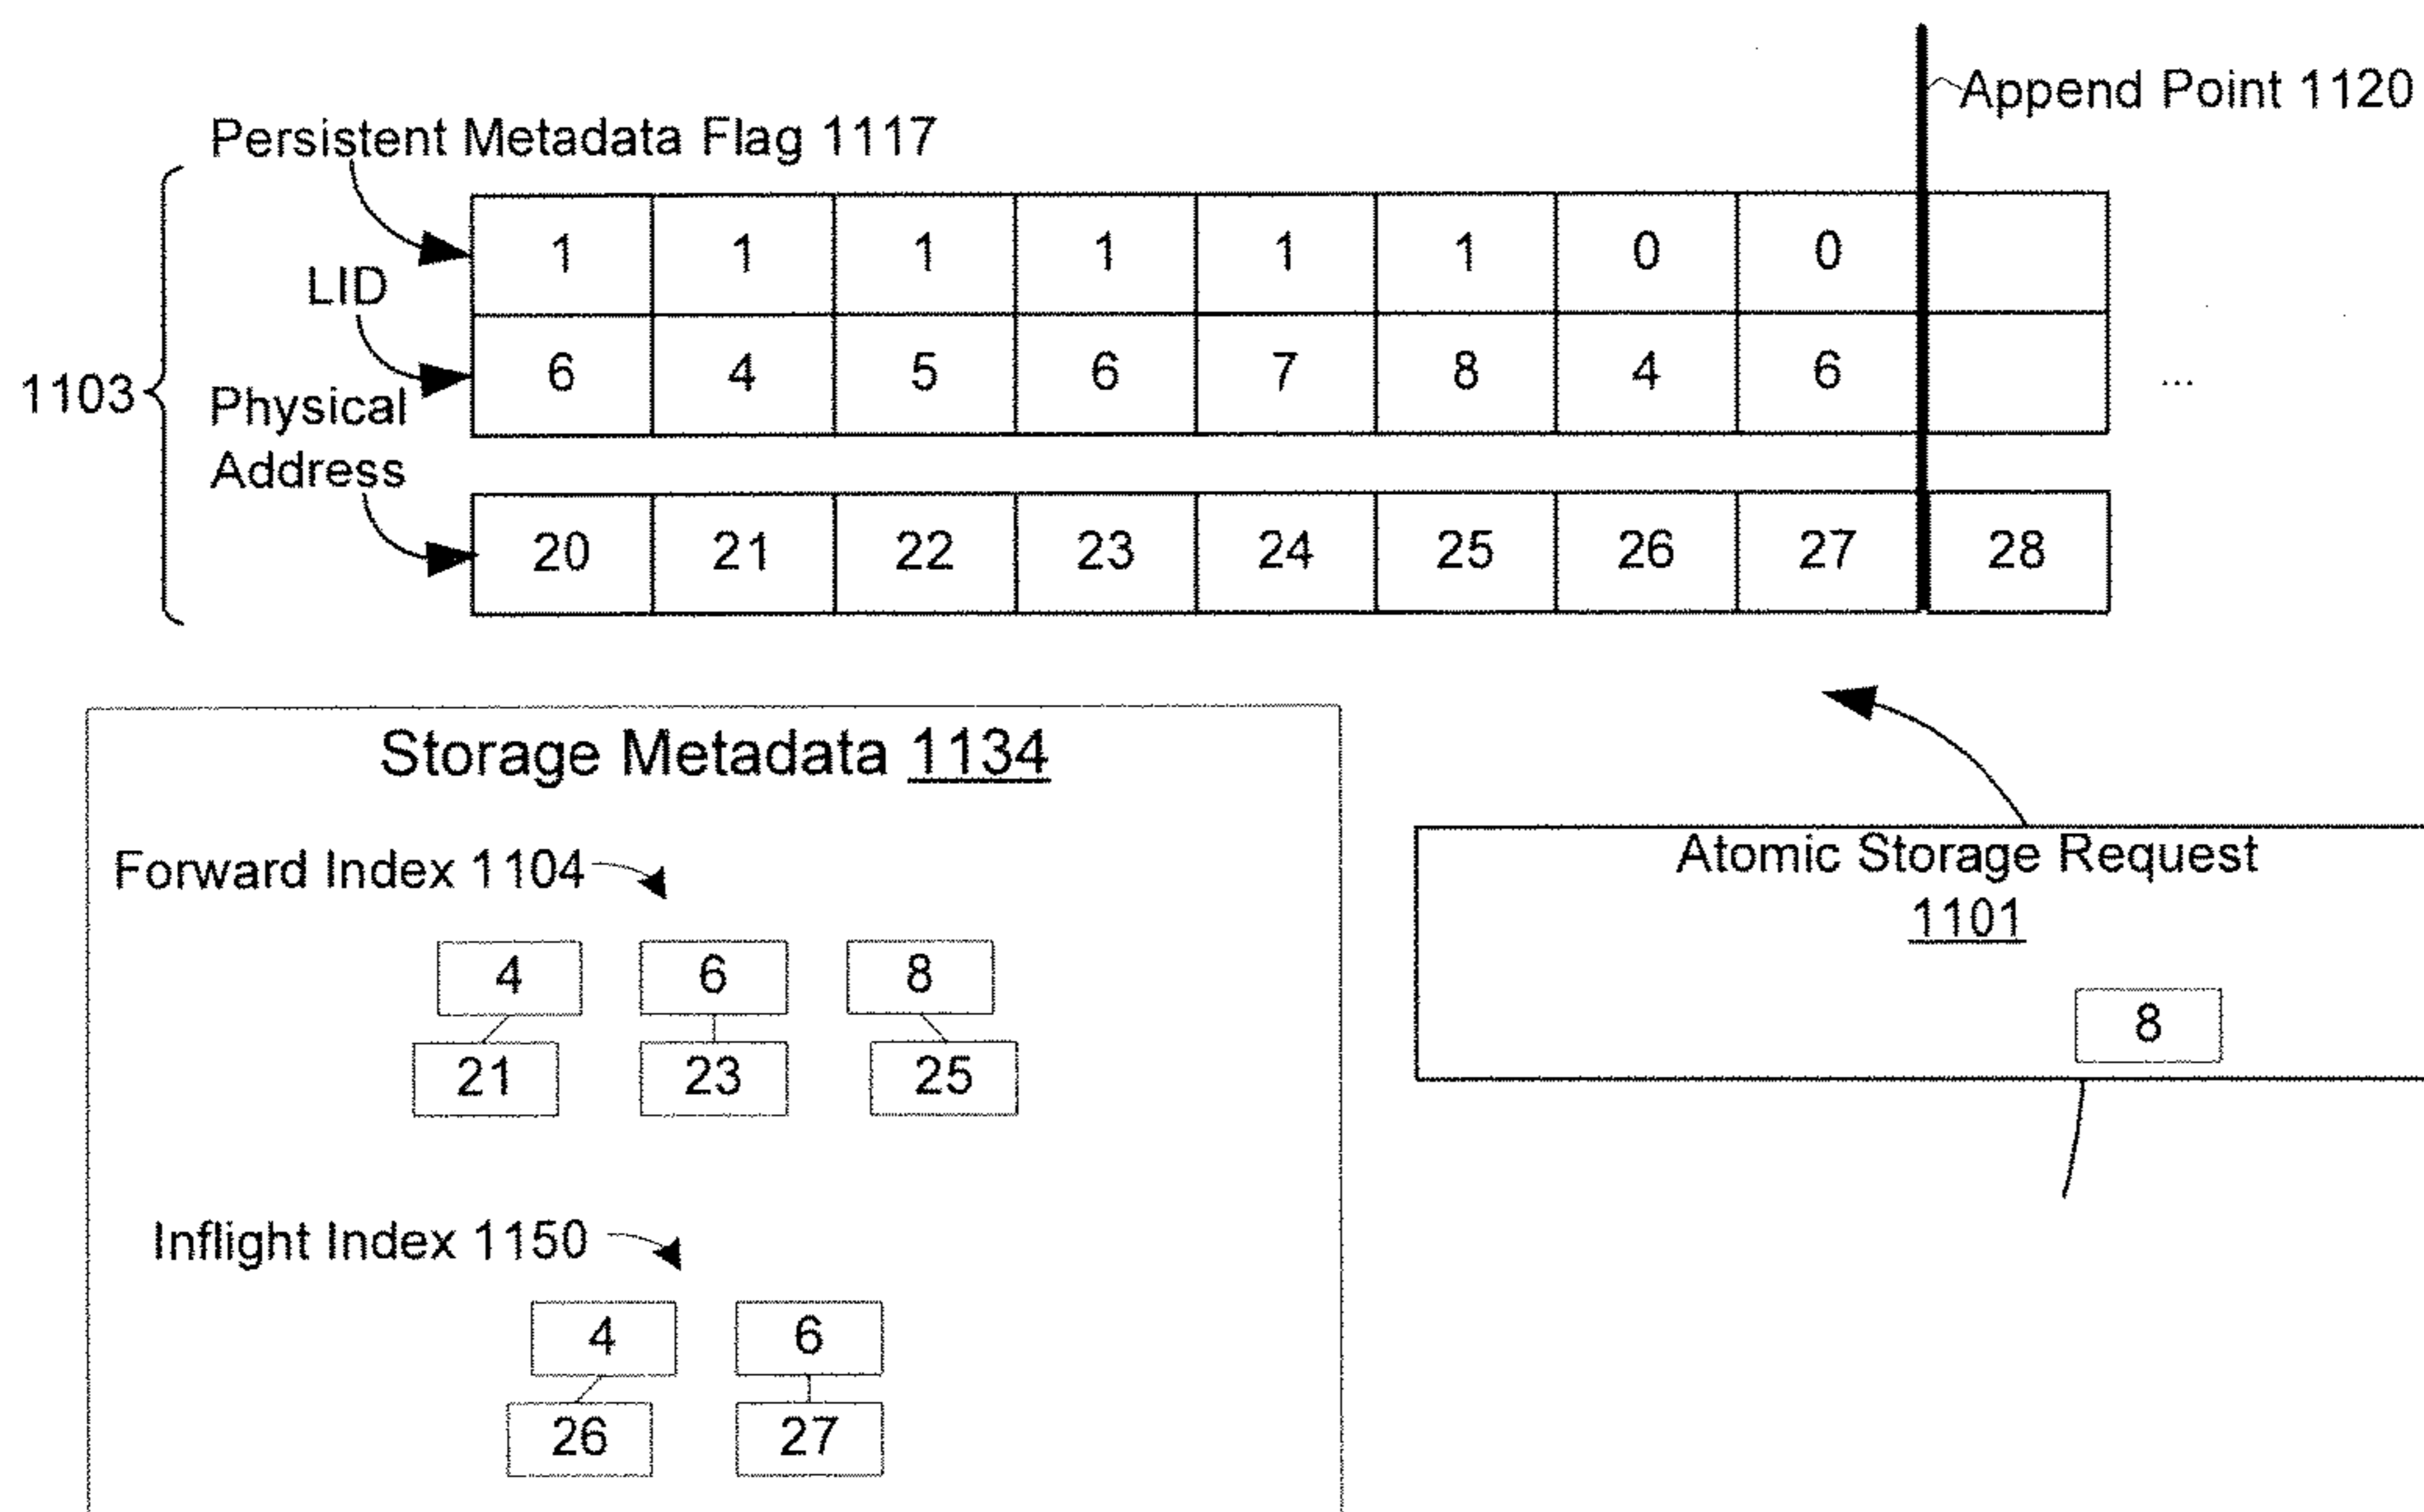 Append Point 1120
Persistent Metadata Flag 1117
1 1 1 1 1 1 0 0
LID
6 4 5 6 7 8 4 6 ...
1103
Physical
Address
20 21 22 23 24 25 26 27 28
Storage Metadata 1134
Forward Index 1104
4 6 8
21 23 25
Inflight Index 1150
4 6
26 27
Atomic Storage Request
1101
8